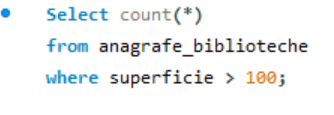 Select count(*)
from anagrafe_biblioteche
where superficie > 100;